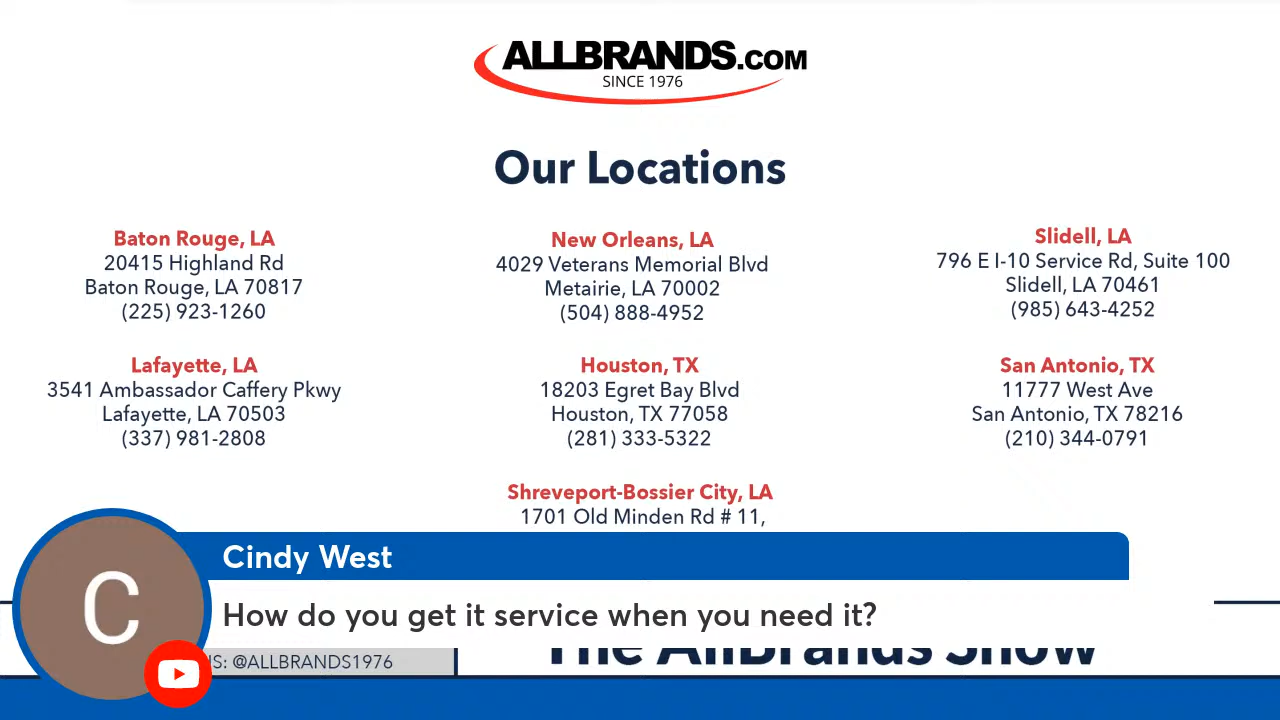 ALLBRANDS.COM
SINCE 1976
Our Locations
Baton Rouge, LA
20415 Highland Rd
Baton Rouge, LA 70817
(225) 923-1260
New Orleans, LA
4029 Veterans Memorial Blvd
Metairie, LA 70002
(504) 888-4952
Slidell, LA
796 E I-10 Service Rd, Suite 100
Slidell, LA 70461
(985) 643-4252
Lafayette, LA
3541 Ambassador Caffery Pkwy
Lafayette, LA 70503
(337) 981-2808
Houston, TX
18203 Egret Bay Blvd
Houston, TX 77058
(281) 333-5322
San Antonio, TX
11777 West Ave
San Antonio, TX 78216
(210) 344-0791
Shreveport-Bossier City, LA
1701 Old Minden Rd # 11,
C
Cindy West
How do you get it service when you need it?
@ALLBRANDS1976
The AllBrands Show